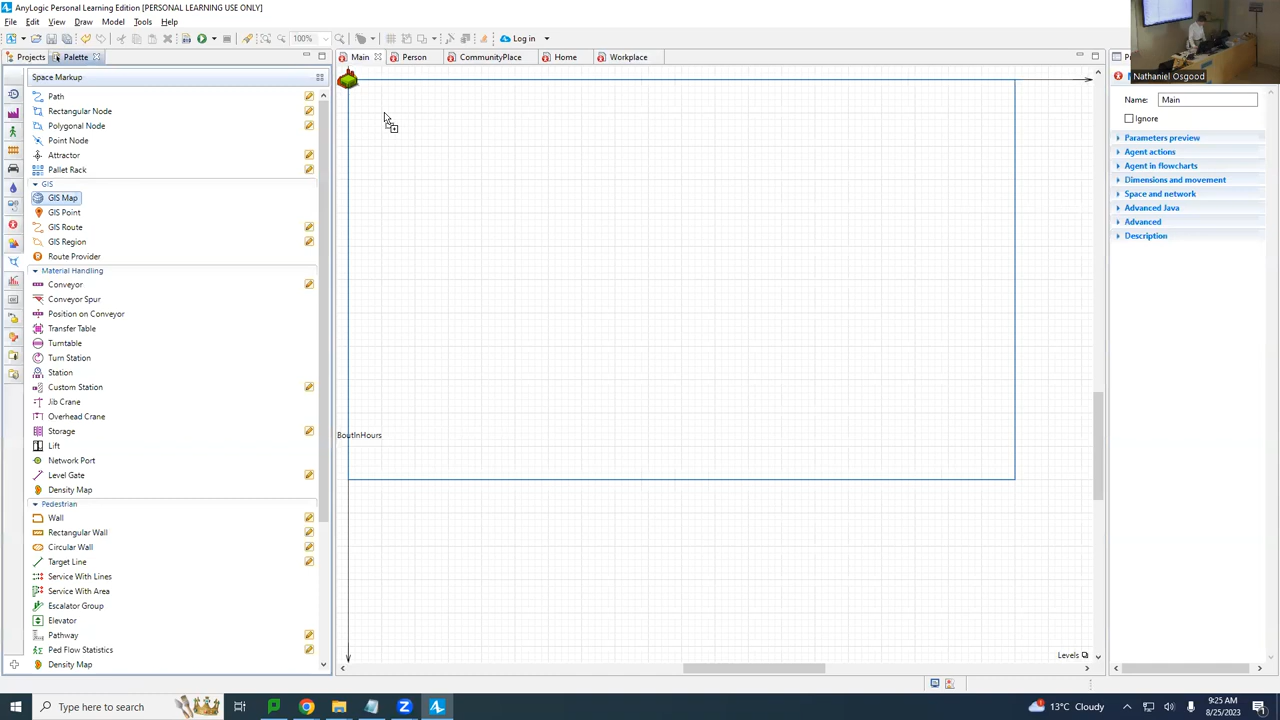 AnyLogic Personal Learning Edition [PERSONAL LEARNING USE ONLY]
File Edit View Draw Model Tools Help
100% Log in
Projects Palette
Main Person CommunityPlace Home Workplace
Nathaniel Osgood
Space Markup
Path
Rectangular Node
Polygonal Node
Point Node
Attractor
Pallet Rack
GIS
GIS Map
GIS Point
GIS Route
GIS Region
Route Provider
Material Handling
Conveyor
Conveyor Spur
Position on Conveyor
Transfer Table
Turntable
Turn Station
Station
Custom Station
Jib Crane
Overhead Crane
Storage
Lift
Network Port
Level Gate
Density Map
Pedestrian
Wall
Rectangular Wall
Circular Wall
Target Line
Service With Lines
Service With Area
Escalator Group
Elevator
Pathway
Ped Flow Statistics
Density Map
BoutInHours
Levels
Name: Main
Ignore
Parameters preview
Agent actions
Agent in flowcharts
Dimensions and movement
Space and network
Advanced Java
Advanced
Description
Type here to search
13°C Cloudy
9:25 AM
8/25/2023